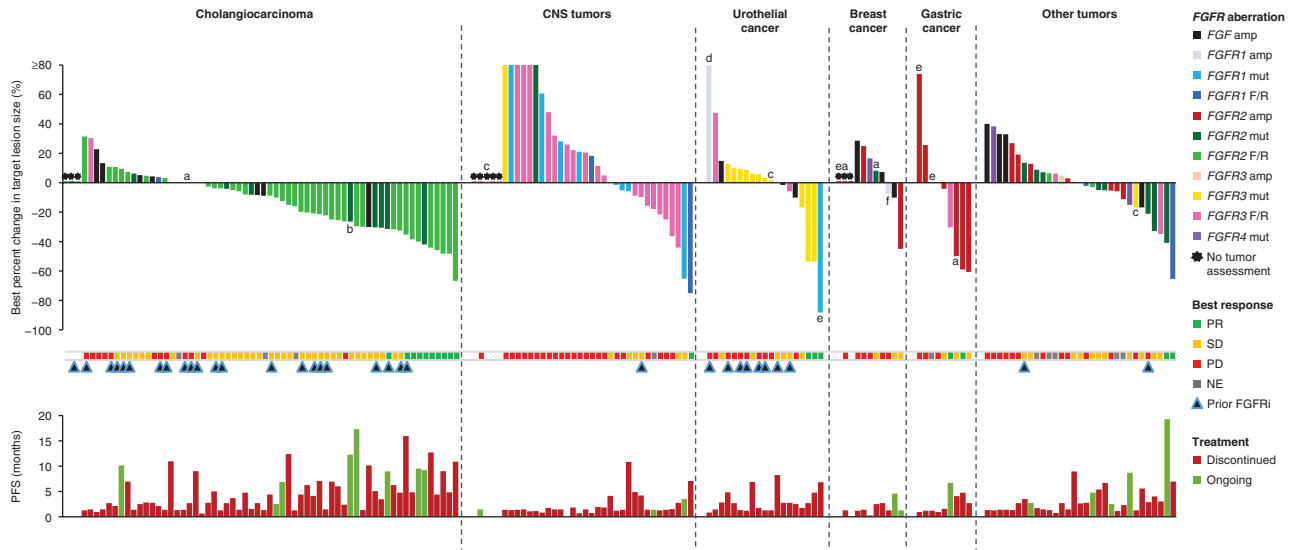 Cholangiocarcinoma
CNS tumors
Urothelial
cancer
Breast
cancer
Gastric
cancer
Other tumors
Best percent change in target lesion size (%)
≥80
60
40
20
0
−20
−40
−60
−80
−100
a
b
c
d
c
e
ea
a
f
e
e
a
c
FGFR aberration
FGF amp
FGFR1 amp
FGFR1 mut
FGFR1 F/R
FGFR2 amp
FGFR2 mut
FGFR2 F/R
FGFR3 amp
FGFR3 mut
FGFR3 F/R
FGFR4 mut
No tumor
assessment
Best response
PR
SD
PD
NE
Prior FGFRi
PFS (months)
20
15
10
5
0
Treatment
Discontinued
Ongoing